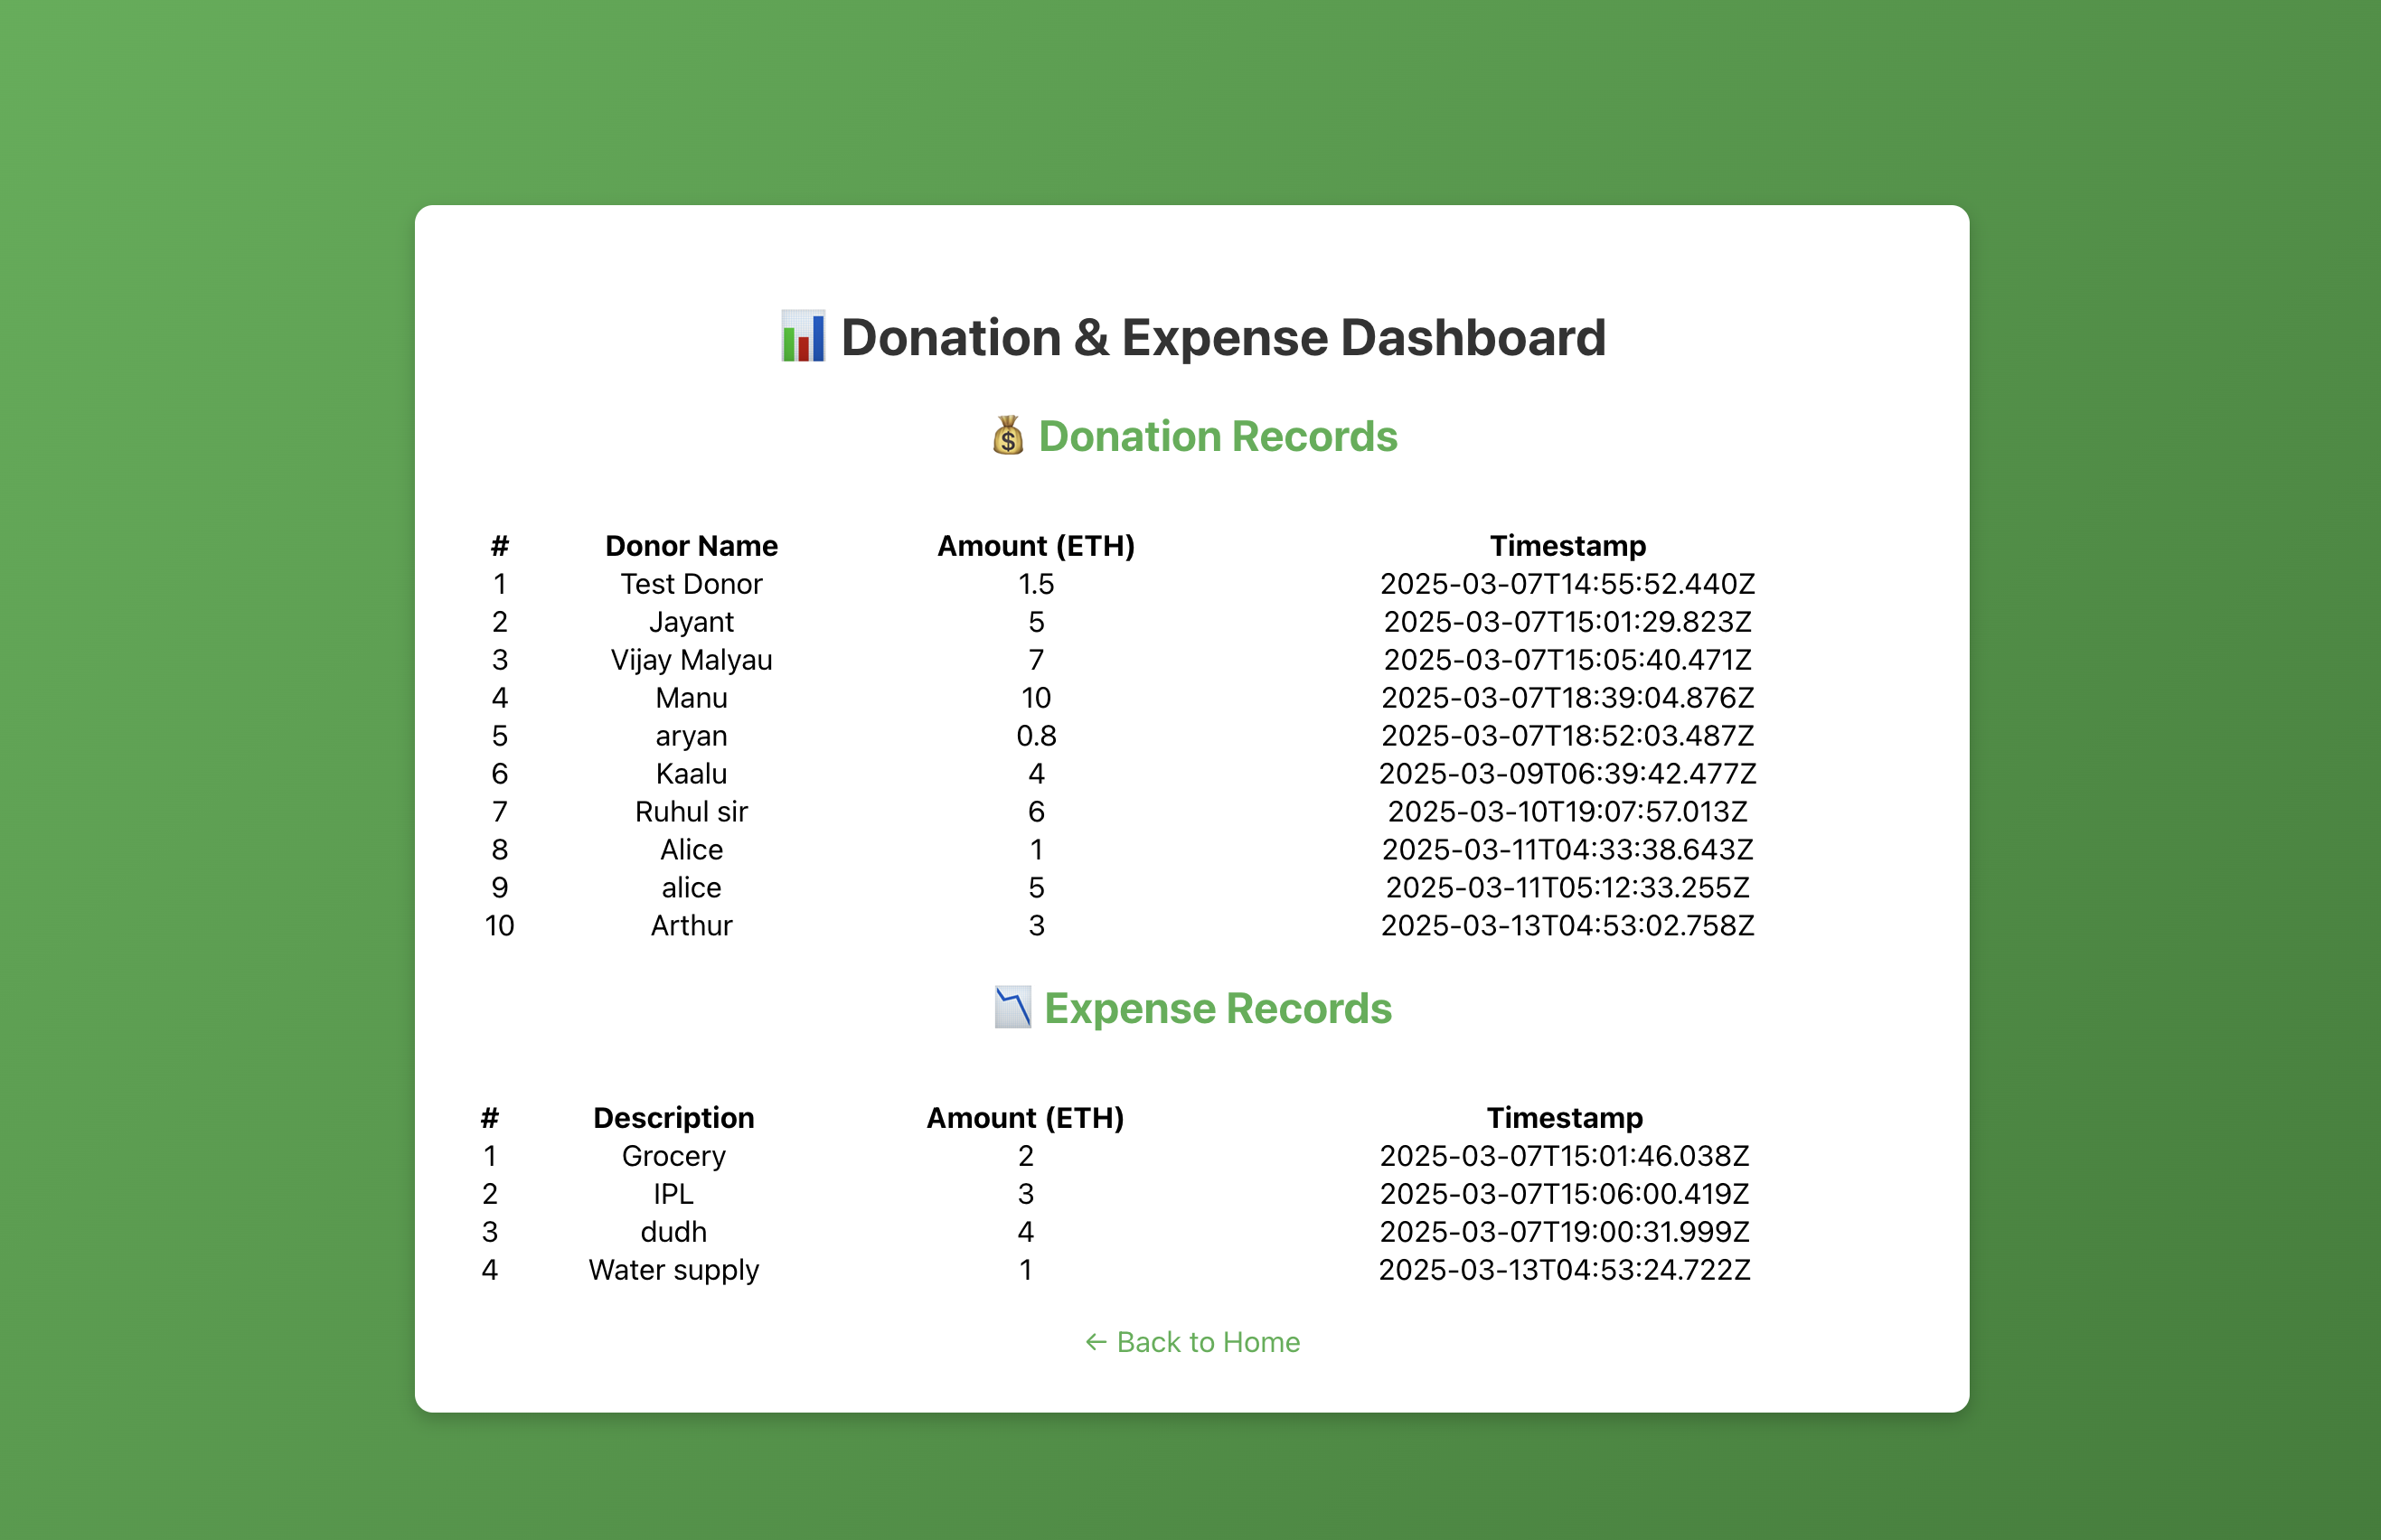 Donation & Expense Dashboard
Donation Records
# Donor Name Amount (ETH) Timestamp
1 Test Donor 1.5 2025-03-07T14:55:52.440Z
2 Jayant 5 2025-03-07T15:01:29.823Z
3 Vijay Malyau 7 2025-03-07T15:05:40.471Z
4 Manu 10 2025-03-07T18:39:04.876Z
5 aryan 0.8 2025-03-07T18:52:03.487Z
6 Kaalu 4 2025-03-09T06:39:42.477Z
7 Ruhul sir 6 2025-03-10T19:07:57.013Z
8 Alice 1 2025-03-11T04:33:38.643Z
9 alice 5 2025-03-11T05:12:33.255Z
10 Arthur 3 2025-03-13T04:53:02.758Z
Expense Records
# Description Amount (ETH) Timestamp
1 Grocery 2 2025-03-07T15:01:46.038Z
2 IPL 3 2025-03-07T15:06:00.419Z
3 dudh 4 2025-03-07T19:00:31.999Z
4 Water supply 1 2025-03-13T04:53:24.722Z
← Back to Home